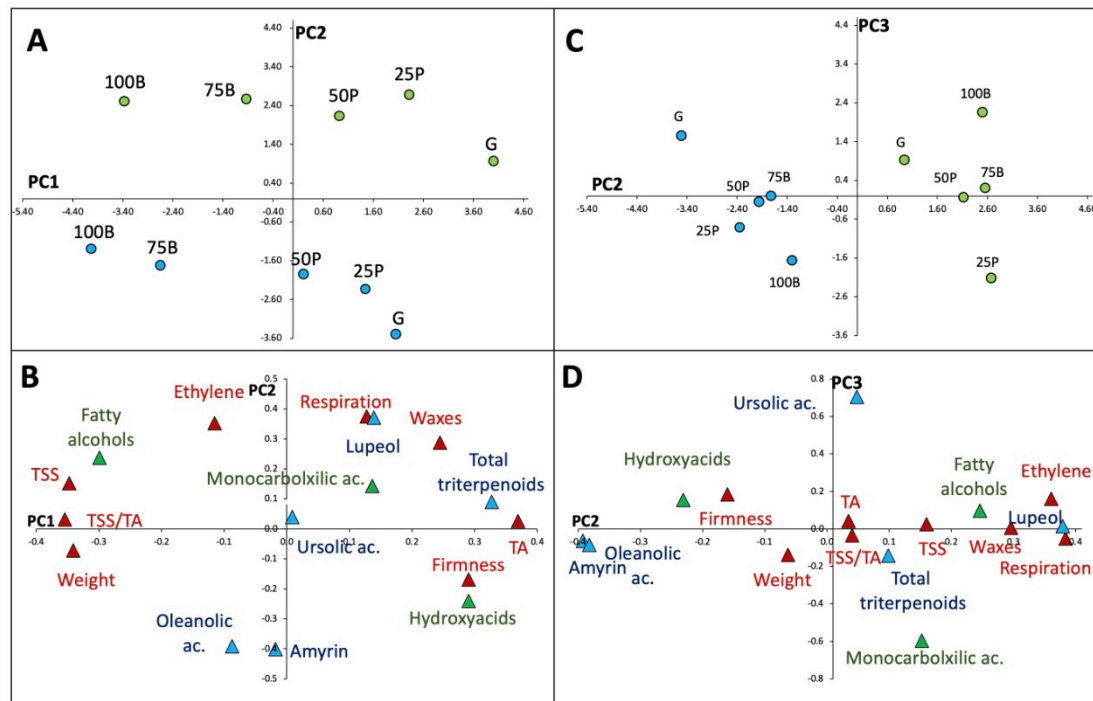 A
PC2
4.40
3.40
2.40
1.40
0.40
-0.60
-1.60
-2.60
-3.60
100B
75B
50P
25P
G
PC1
-5.40 -4.40 -3.40 -2.40 -1.40 -0.40 0.60 1.60 2.60 3.60 4.60
100B
75B
50P
25P
G
C
PC3
4.4
3.4
2.4
1.4
0.4
-0.6
-1.6
-2.6
-3.6
100B
G
G
PC2
50P
75B
50P
75B
-5.40 -4.40 -3.40 -2.40 -1.40 0.60 1.60 2.60 3.60 4.60
25P
100B
25P
B
PC2
0.5
0.4
0.3
0.2
0.1
0.0
-0.1
-0.2
-0.3
-0.4
-0.5
Ethylene
Respiration
Waxes
Fatty
alcohols
Lupeol
TSS
Monocarbolxilic ac.
Total
triterpenoids
PC1
TSS/TA
-0.4 -0.3 -0.2 -0.1 0.0 0.1 0.2 0.3 0.4
Ursolic ac.
TA
Weight
Firmness
Hydroxyacids
Oleanolic
ac.
Amyrin
D
PC3
0.8
0.6
0.4
0.2
0.0
-0.2
-0.4
-0.6
-0.8
Ursolic ac.
Hydroxyacids
Fatty
alcohols
Ethylene
TA
Firmness
Lupeol
PC2
-0.4 -0.3 -0.2 -0.1 0.0 0.1 0.2 0.3 0.4
Oleanolic
ac.
Amyrin
Weight
TSS/TA
TSS
Waxes
Respiration
Total
triterpenoids
Monocarbolxilic ac.